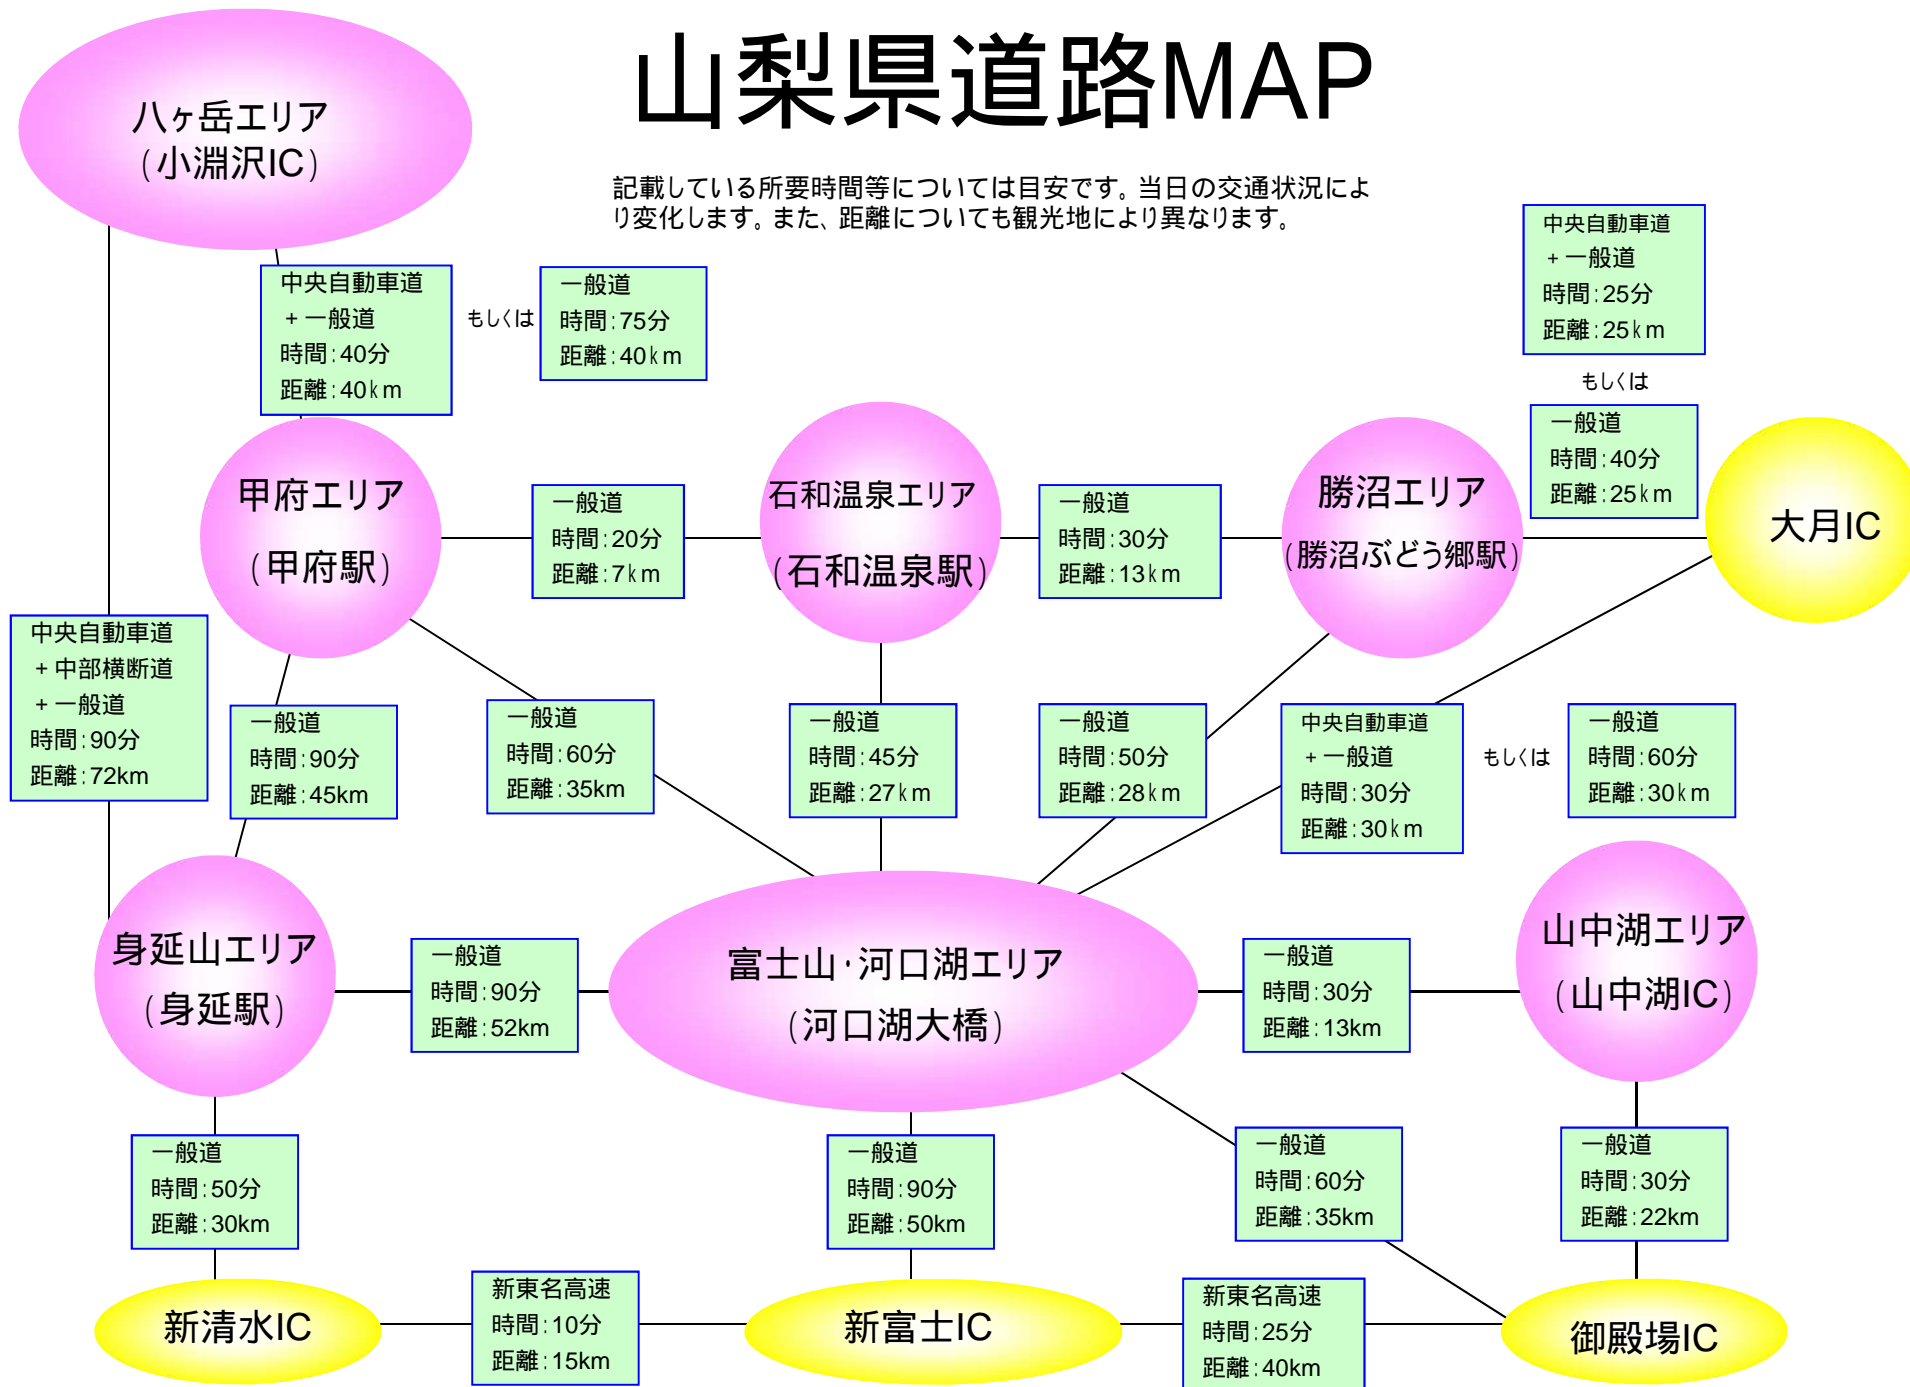 山梨県道路MAP
八ヶ岳エリア
(小淵沢IC)
記載している所要時間等については目安です。当日の交通状況によ
り変化します。また、距離についても観光地により異なります。
中央自動車道
+一般道
時間:40分
距離:40km
もしくは
一般道
時間:75分
距離:40km
中央自動車道
+一般道
時間:25分
距離:25km
もしくは
一般道
時間:40分
距離:25km
甲府エリア
(甲府駅)
一般道
時間:20分
距離:7km
石和温泉エリア
(石和温泉駅)
一般道
時間:30分
距離:13km
勝沼エリア
(勝沼ぶどう郷駅)
大月IC
中央自動車道
+中部横断道
+一般道
時間:90分
距離:72km
一般道
時間:90分
距離:45km
一般道
時間:60分
距離:35km
一般道
時間:45分
距離:27km
一般道
時間:50分
距離:28km
中央自動車道
+一般道
時間:30分
距離:30km
もしくは
一般道
時間:60分
距離:30km
身延山エリア
(身延駅)
一般道
時間:90分
距離:52km
富士山・河口湖エリア
(河口湖大橋)
一般道
時間:30分
距離:13km
山中湖エリア
(山中湖IC)
一般道
時間:50分
距離:30km
一般道
時間:90分
距離:50km
一般道
時間:60分
距離:35km
一般道
時間:30分
距離:22km
新清水IC
新東名高速
時間:10分
距離:15km
新富士IC
新東名高速
時間:25分
距離:40km
御殿場IC